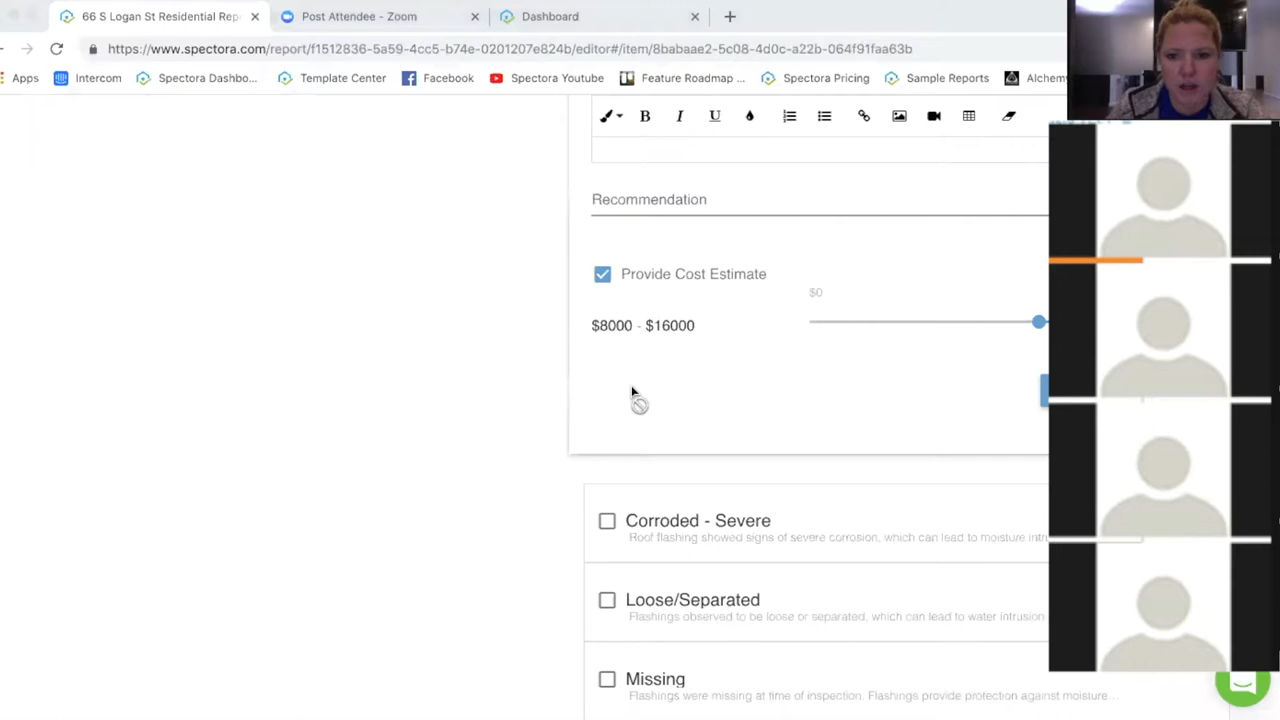 66 S Logan St Residential Rep
Post Attendee - Zoom
Dashboard
https://www.spectora.com/report/f1512836-5a59-4cc5-b74e-0201207e824b/editor#/item/8babaae2-5c08-4d0c-a22b-064f91faa63b
Apps
Intercom
Spectora Dashbo...
Template Center
Facebook
Spectora Youtube
Feature Roadmap ...
Spectora Pricing
Sample Reports
Alchemy
B I U
Recommendation
Provide Cost Estimate
$0
$8000 - $16000
Corroded - Severe
Roof flashing showed signs of severe corrosion, which can lead to moisture intr
Loose/Separated
Flashings observed to be loose or separated, which can lead to water intrusion
Missing
Flashings were missing at time of inspection. Flashings provide protection against moisture...